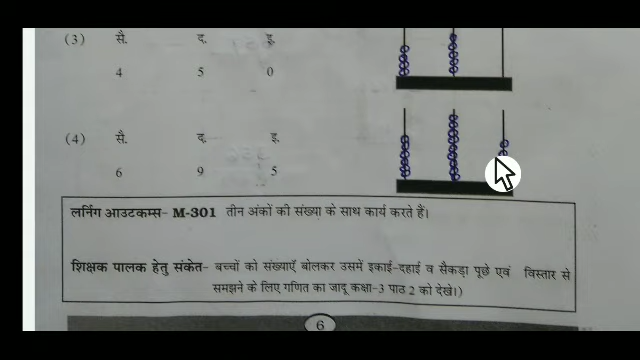 (3) सै. द. इ.
4 5 0
(4) सै. द. इ.
6 9 5
लर्निंग आउटकम्स- M-301 तीन अंकों की संख्या के साथ कार्य करते हैं।
शिक्षक पालक हेतु संकेत- बच्चों को संख्याएँ बोलकर उसमें इकाई-दहाई व सैकड़ा पूछे एवं विस्तार से
समझने के लिए गणित का जादू कक्षा-3 पाठ 2 को देखे।)
6